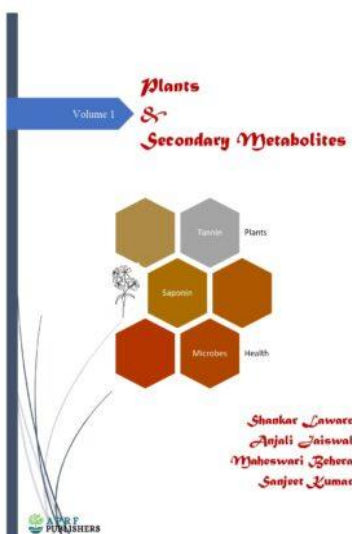 Plants
Volume 1
&
Secondary Metabolites
Tannin
Plants
Saponin
Microbes
Health
Shankar Laware
Anjali Jaiswal
Maheswari Behera
Sanjeet Kumar
PUBLISHERS